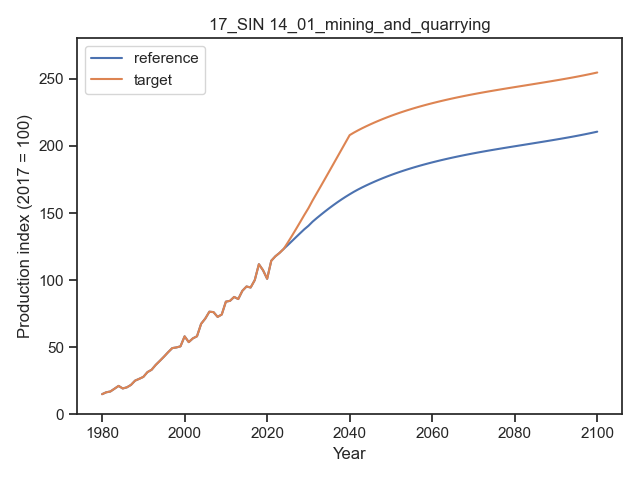 17_SIN 14_01_mining_and_quarrying
reference
target
Production index (2017 = 100)
250
200
150
100
50
0
1980
2000
2020
2040
2060
2080
2100
Year